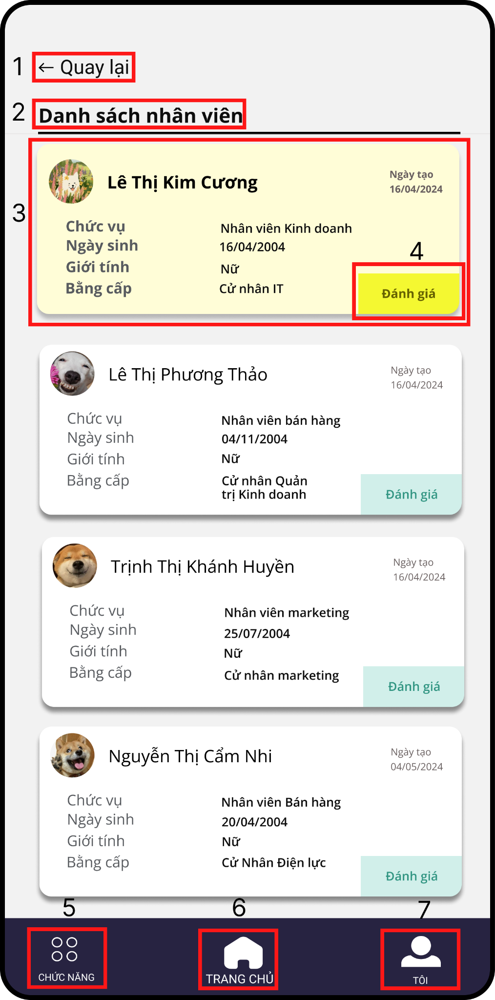 1 ← Quay lại
2 Danh sách nhân viên
3
Lê Thị Kim Cương
Ngày tạo
16/04/2024
Chức vụ Nhân viên Kinh doanh
Ngày sinh 16/04/2004
Giới tính Nữ
Bằng cấp Cử nhân IT
4
Đánh giá
Lê Thị Phương Thảo
Ngày tạo
16/04/2024
Chức vụ Nhân viên bán hàng
Ngày sinh 04/11/2004
Giới tính Nữ
Bằng cấp Cử nhân Quản
trị Kinh doanh
Đánh giá
Trịnh Thị Khánh Huyền
Ngày tạo
16/04/2024
Chức vụ Nhân viên marketing
Ngày sinh 25/07/2004
Giới tính Nữ
Bằng cấp Cử nhân marketing
Đánh giá
Nguyễn Thị Cẩm Nhi
Ngày tạo
04/05/2024
Chức vụ Nhân viên Bán hàng
Ngày sinh 20/04/2004
Giới tính Nữ
Bằng cấp Cử Nhân Điện lực
Đánh giá
5 6 7
CHỨC NĂNG TRANG CHỦ TÔI